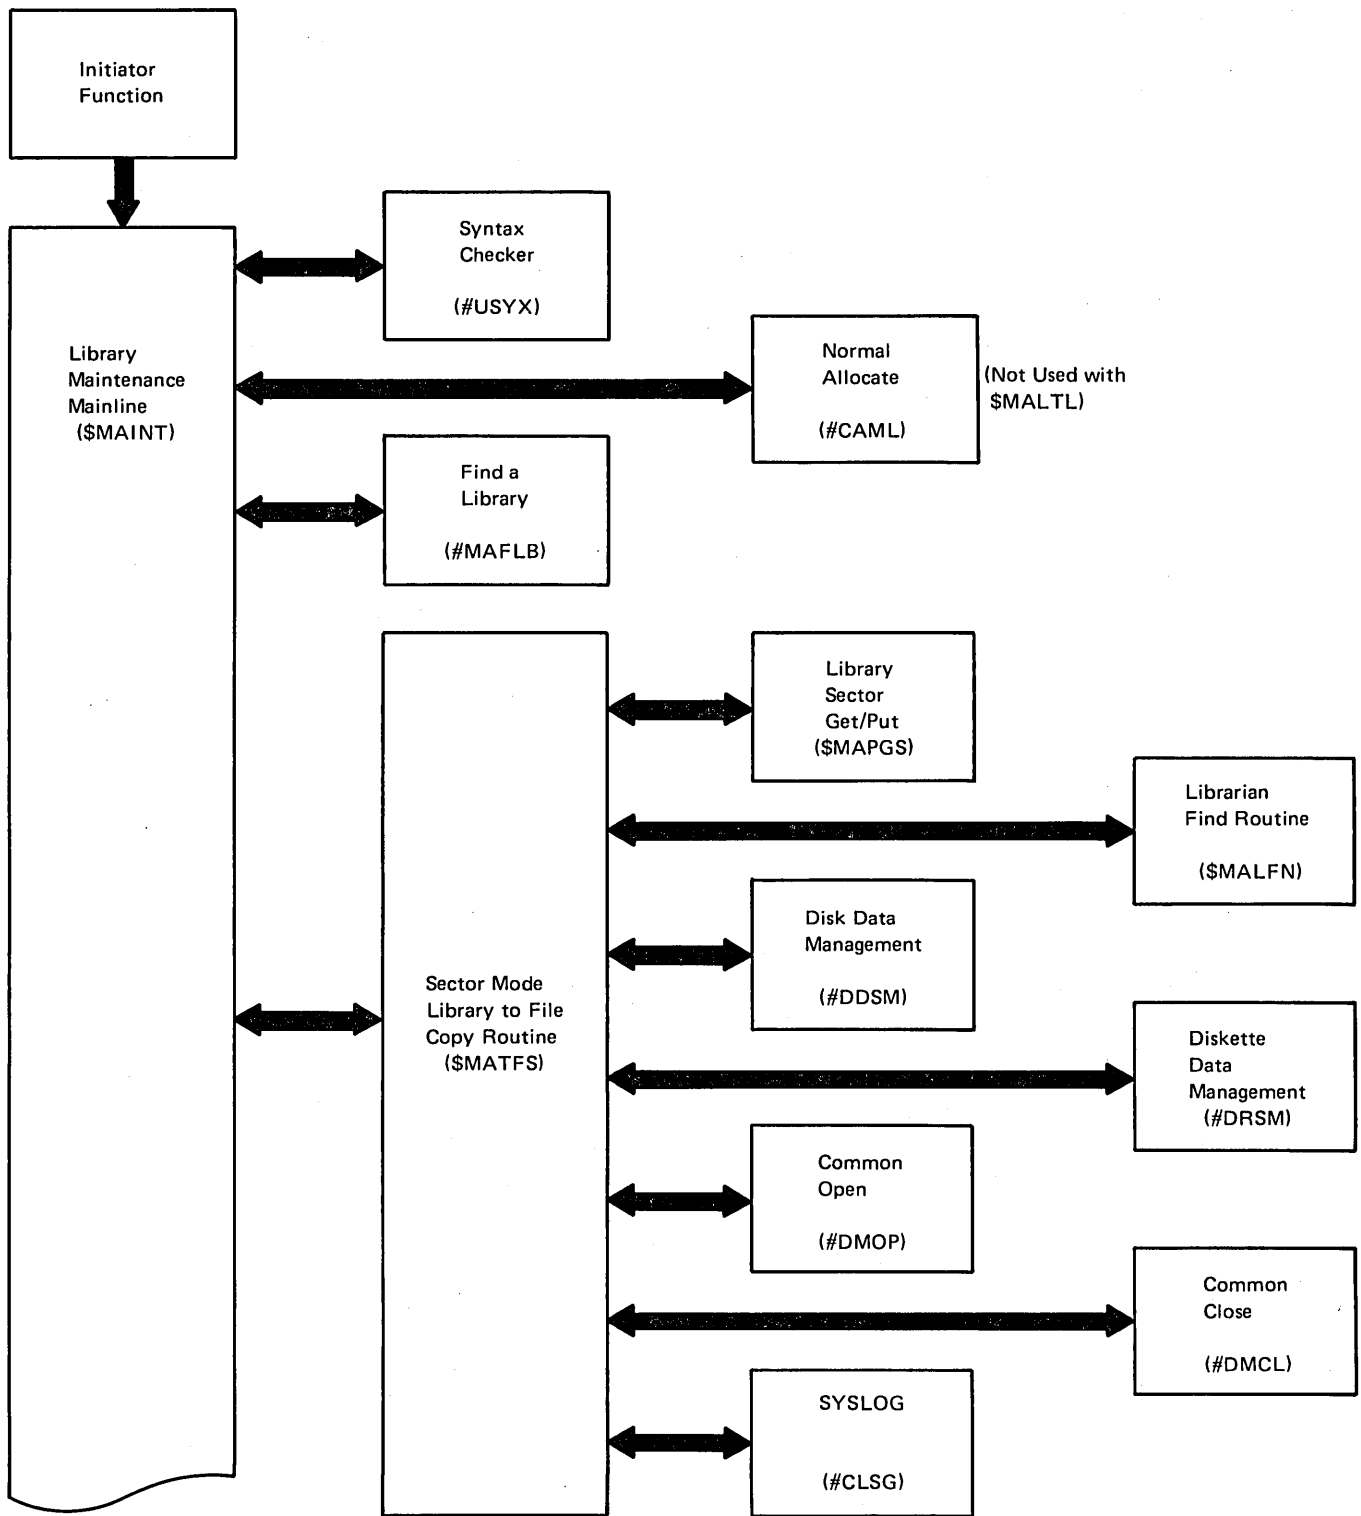 Initiator
Function
Syntax
Checker
(#USYX)
Library
Maintenance
Mainline
($MAINT)
Normal
Allocate
(#CAML)
(Not Used with
$MALTL)
Find a
Library
(#MAFLB)
Library
Sector
Get/Put
($MAPGS)
Librarian
Find Routine
($MALFN)
Disk Data
Management
(#DDSM)
Sector Mode
Library to File
Copy Routine
($MATFS)
Diskette
Data
Management
(#DRSM)
Common
Open
(#DMOP)
Common
Close
(#DMCL)
SYSLOG
(#CLSG)